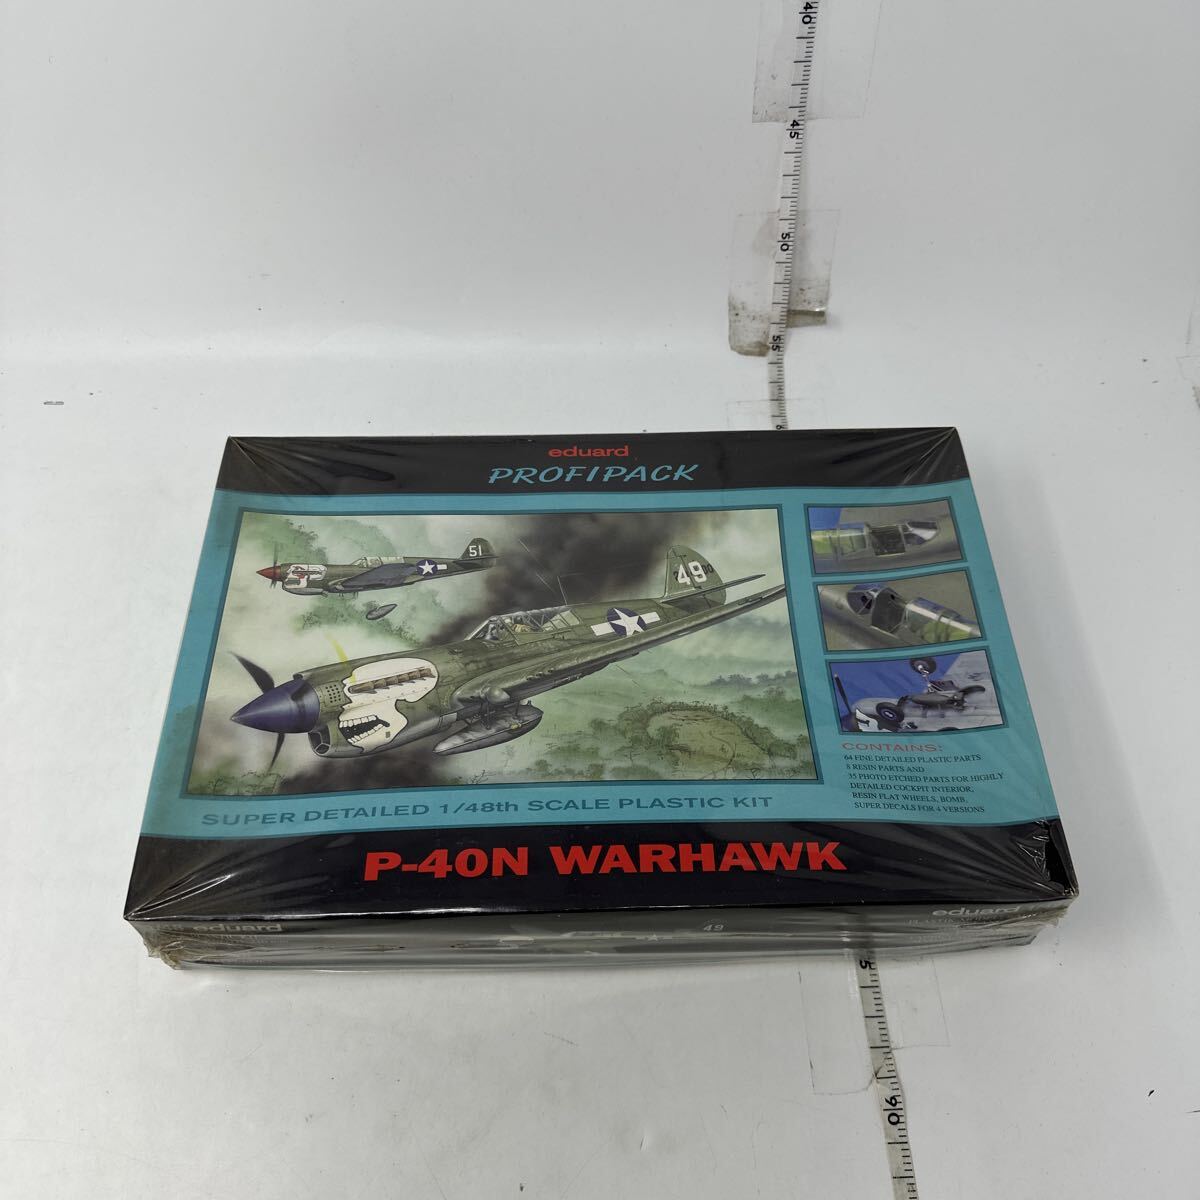 40
45
50
55
eduard
PROFIPACK
51
49
CONTAINS:
64 FINE DETAILED PLASTIC PARTS
8 RESIN PARTS AND
35 PHOTO ETCHED PARTS FOR HIGHLY
DETAILED COCKPIT INTERIOR,
RESIN FLAT WHEELS, BOMB,
SUPER DECALS FOR 4 VERSIONS
SUPER DETAILED 1/48th SCALE PLASTIC KIT
P-40N WARHAWK
eduard
49
eduard
90